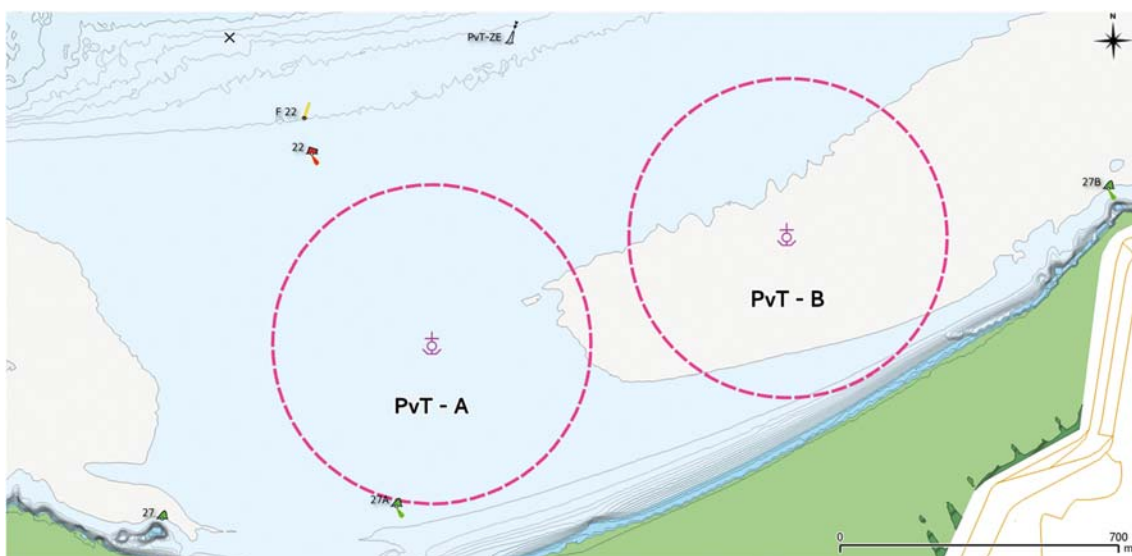 N
PvT-ZE
F 22
22
27B
PvT - B
PvT - A
27A
27
0 700
m